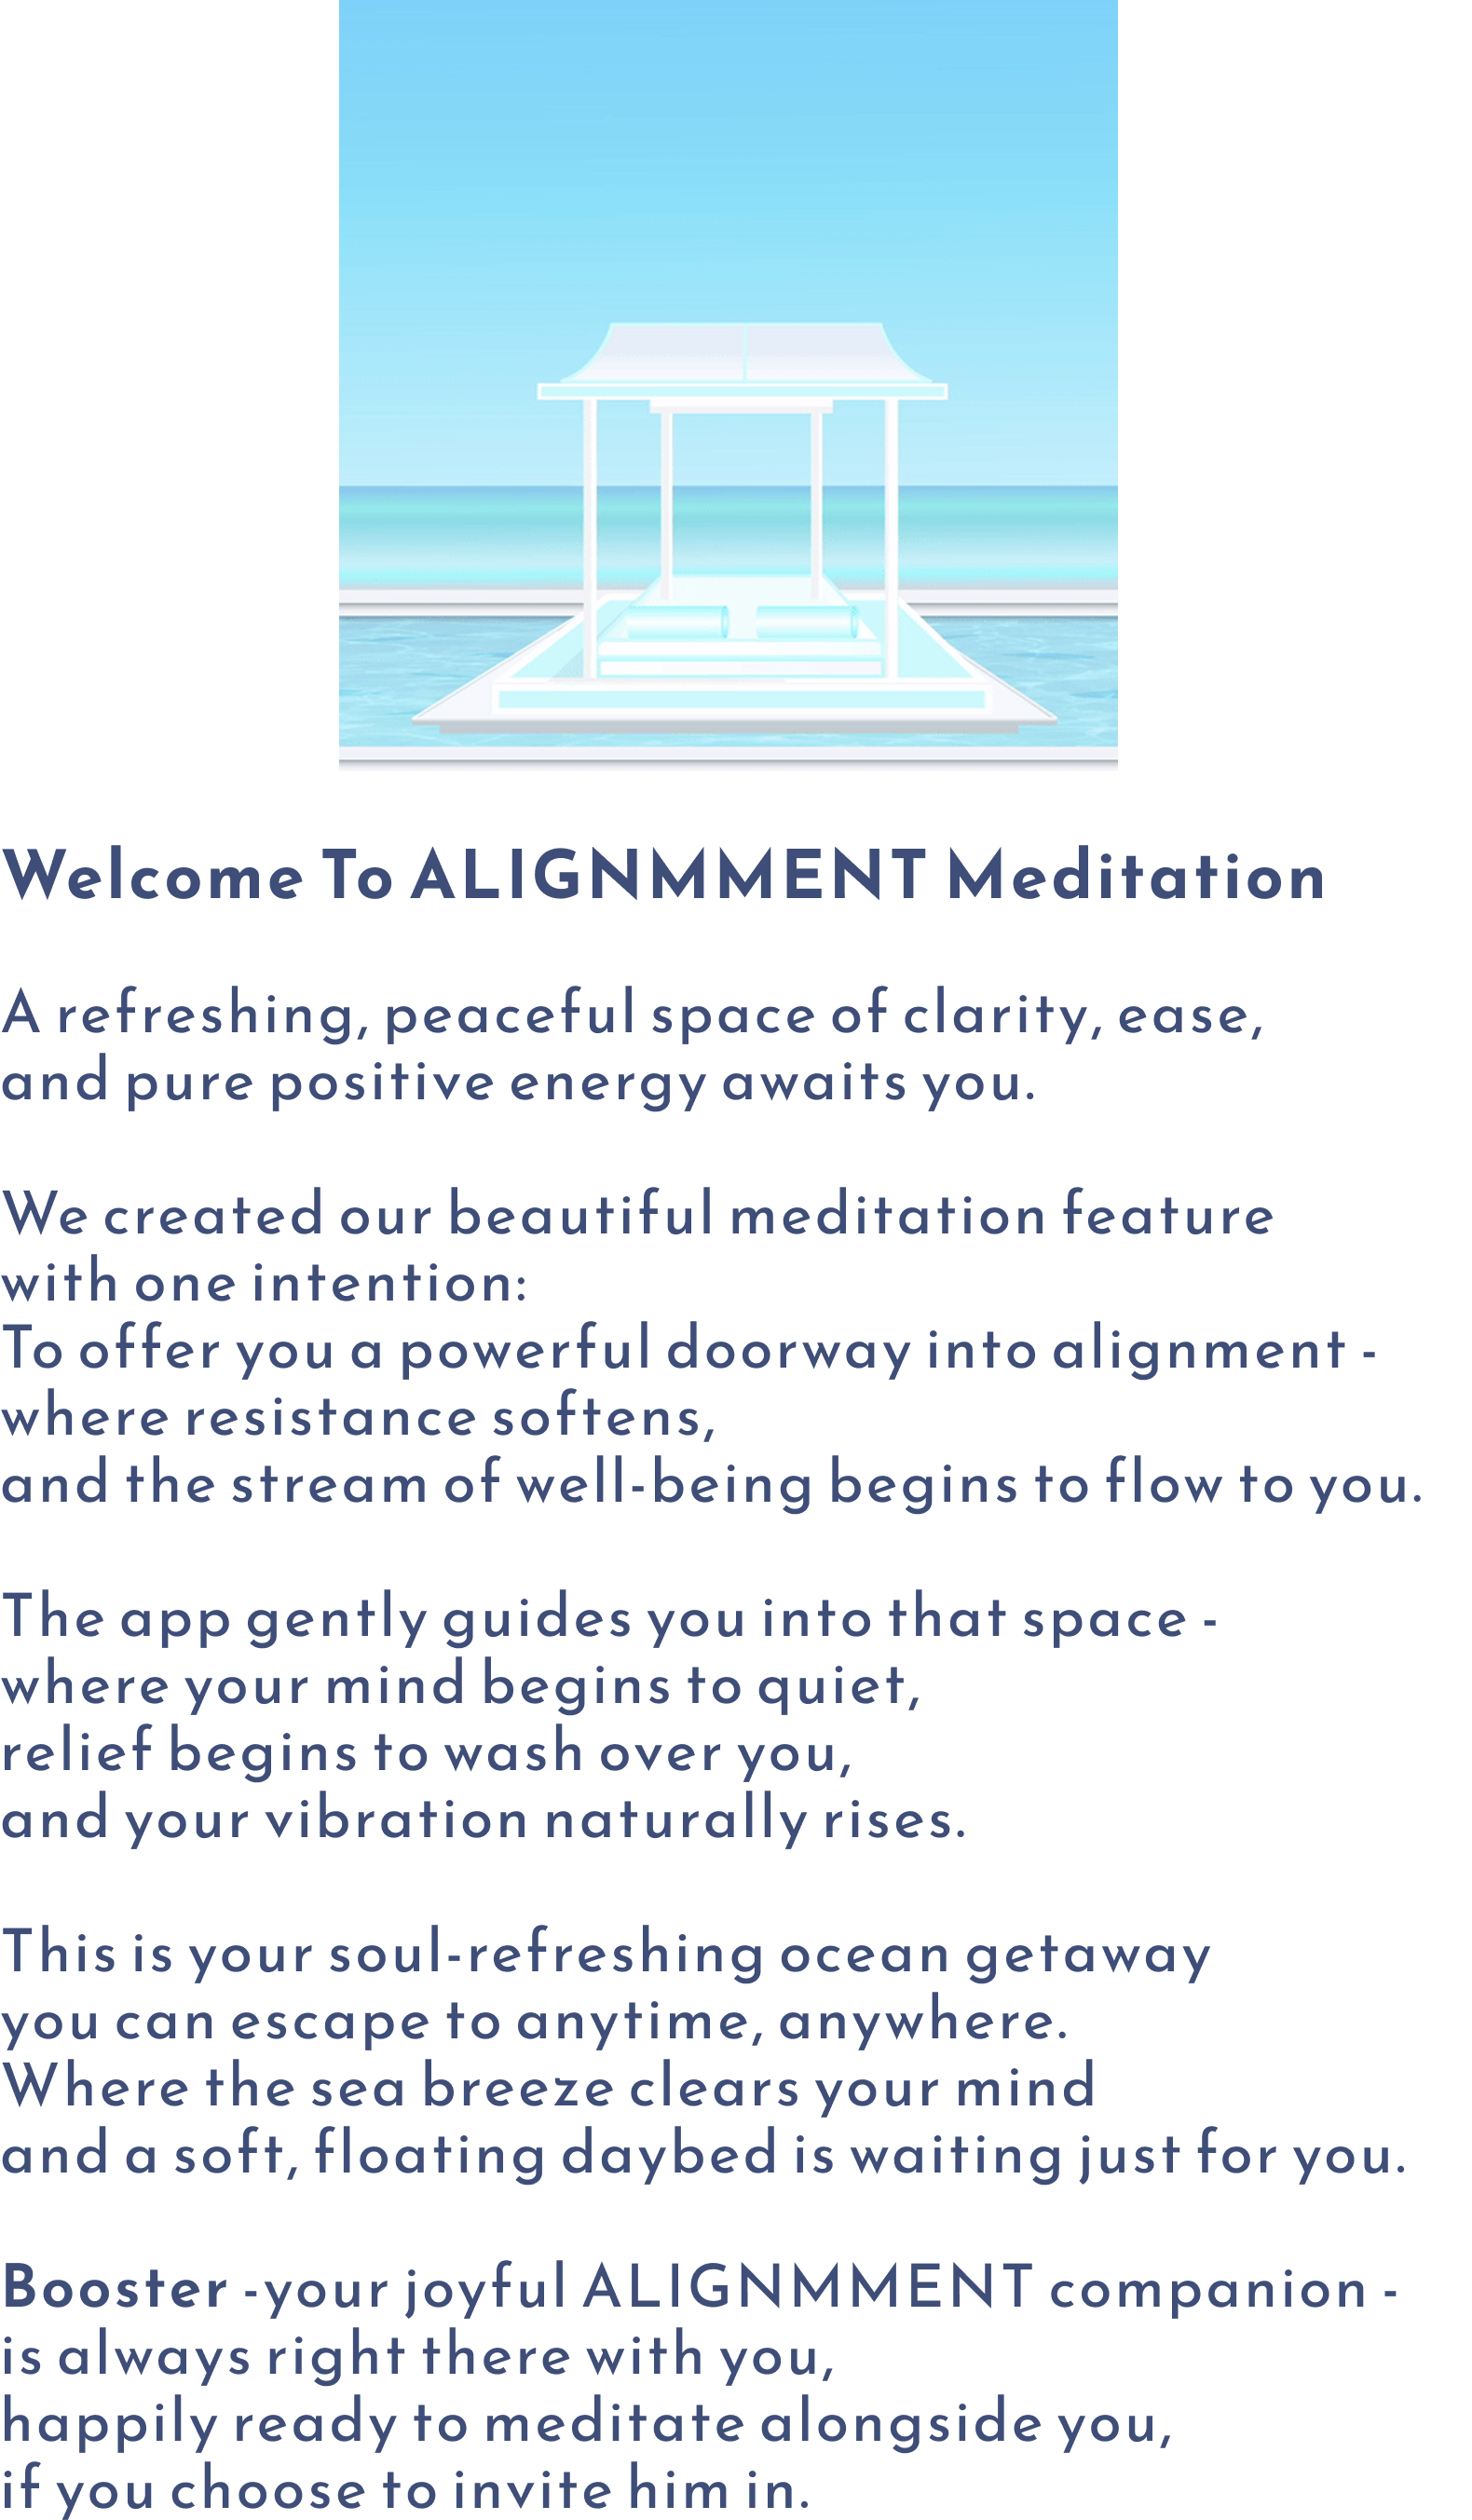 Welcome To ALIGNMMENT Meditation
A refreshing, peaceful space of clarity, ease,
and pure positive energy awaits you.
We created our beautiful meditation feature
with one intention:
To offer you a powerful doorway into alignment -
where resistance softens,
and the stream of well-being begins to flow to you.
The app gently guides you into that space -
where your mind begins to quiet,
relief begins to wash over you,
and your vibration naturally rises.
This is your soul-refreshing ocean getaway
you can escape to anytime, anywhere.
Where the sea breeze clears your mind
and a soft, floating daybed is waiting just for you.
Booster -your joyful ALIGNMMENT companion -
is always right there with you,
happily ready to meditate alongside you,
if you choose to invite him in.